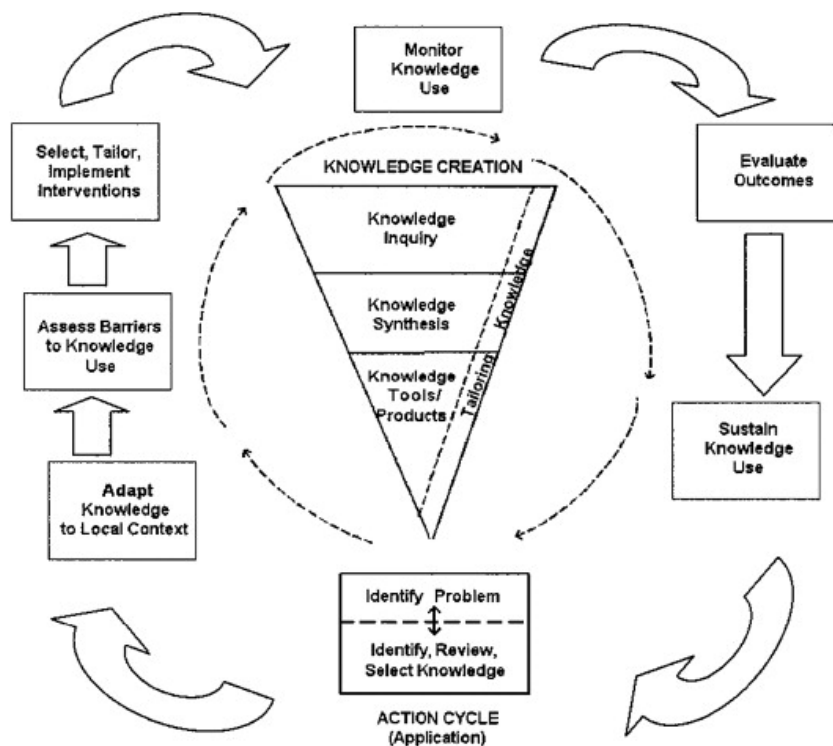 Monitor
Knowledge
Use
Select, Tailor,
Implement
Interventions
Evaluate
Outcomes
KNOWLEDGE CREATION
Knowledge
Inquiry
Knowledge
Synthesis
Knowledge
Tools/
Products
Tailoring Knowledge
Assess Barriers
to Knowledge
Use
Sustain
Knowledge
Use
Adapt
Knowledge
to Local Context
Identify Problem
Identify, Review,
Select Knowledge
ACTION CYCLE
(Application)